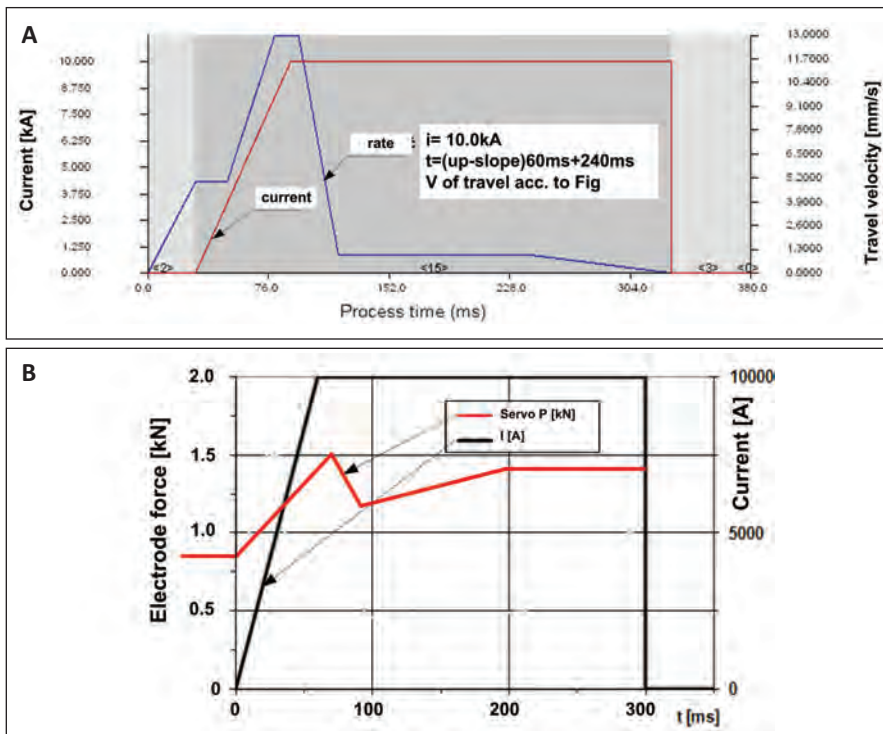 A
Current [kA]
10.000
8.750
7.500
6.250
5.000
3.750
2.500
1.250
0.000
13.0000
11.7000
10.4000
9.1000
7.8000
6.5000
5.2000
3.9000
2.6000
1.3000
0.0000
Travel velocity [mm/s]
rate
current
i= 10.0kA
t=(up-slope)60ms+240ms
V of travel acc. to Fig
<2>
<15>
<3>
<0>
0.0
76.0
152.0
228.0
304.0
380.0
Process time (ms)
B
Electrode force [kN]
2.0
1.5
1.0
0.5
0
Servo P [kN]
I [A]
10000
5000
0
Current [A]
0
100
200
300
t [ms]